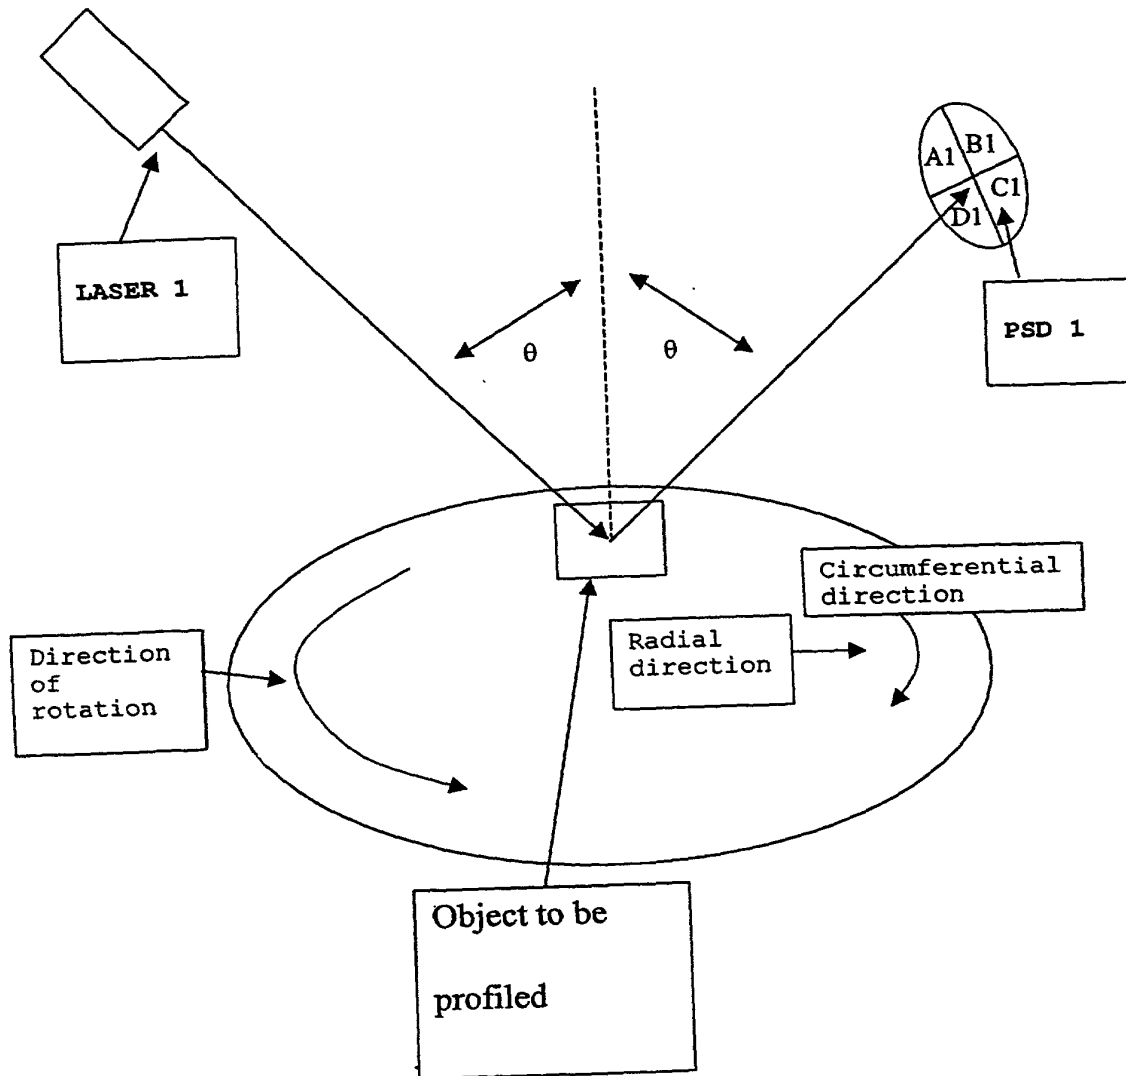 A1
B1
C1
D1
LASER 1
PSD 1
θ
θ
Circumferential
direction
Radial
direction
Direction
of
rotation
Object to be
profiled